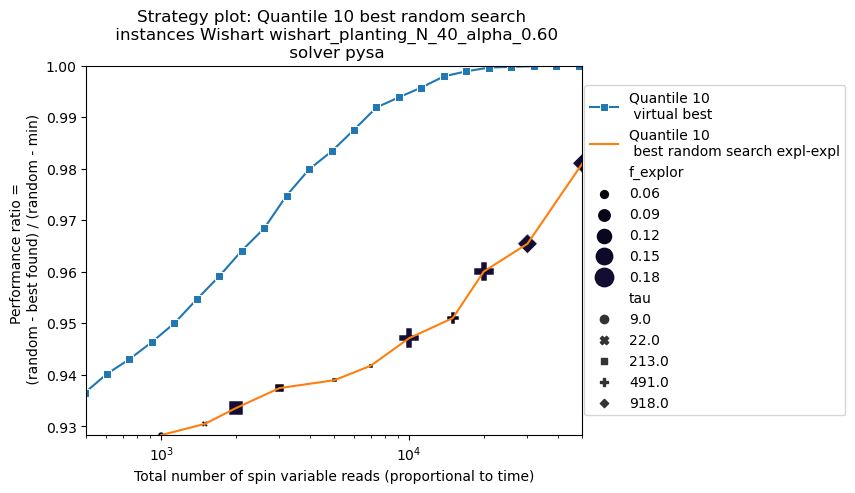 Strategy plot: Quantile 10 best random search
instances Wishart wishart_planting_N_40_alpha_0.60
solver pysa
Performance ratio =
(random - best found) / (random - min)
1.00
0.99
0.98
0.97
0.96
0.95
0.94
0.93
10^3
10^4
Total number of spin variable reads (proportional to time)
Quantile 10
virtual best
Quantile 10
best random search expl-expl
f_explor
0.06
0.09
0.12
0.15
0.18
tau
9.0
22.0
213.0
491.0
918.0